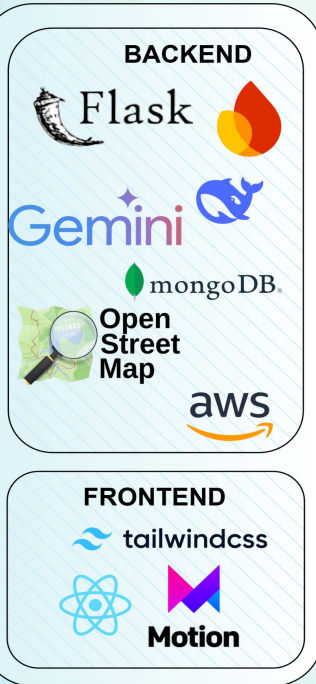 BACKEND
Flask
Gemini
mongoDB®
Open
Street
Map
aws
FRONTEND
tailwindcss
Motion